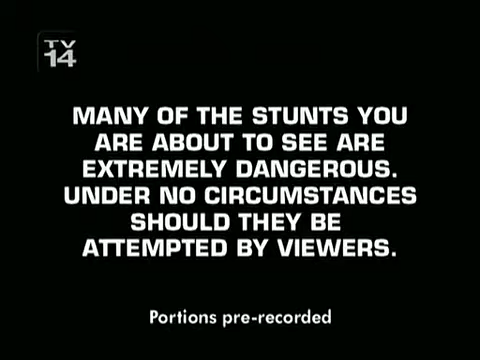 TV
14
MANY OF THE STUNTS YOU
ARE ABOUT TO SEE ARE
EXTREMELY DANGEROUS.
UNDER NO CIRCUMSTANCES
SHOULD THEY BE
ATTEMPTED BY VIEWERS.
Portions pre-recorded